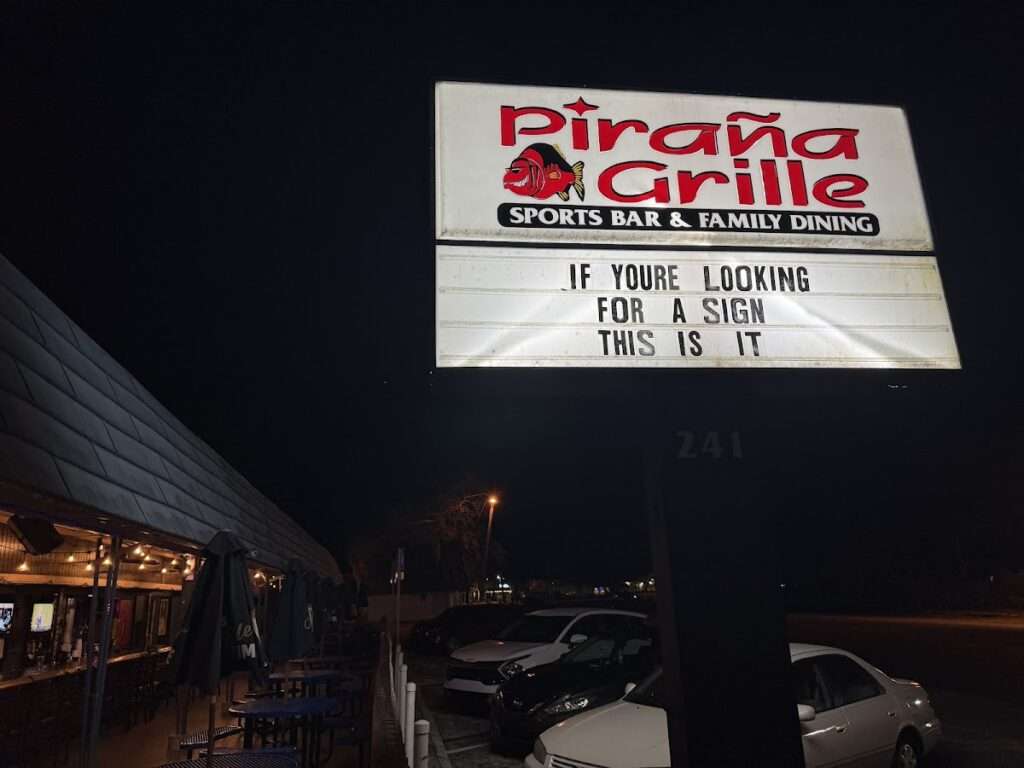 Piraña
Grille
SPORTS BAR & FAMILY DINING
IF YOURE LOOKING
FOR A SIGN
THIS IS IT
241